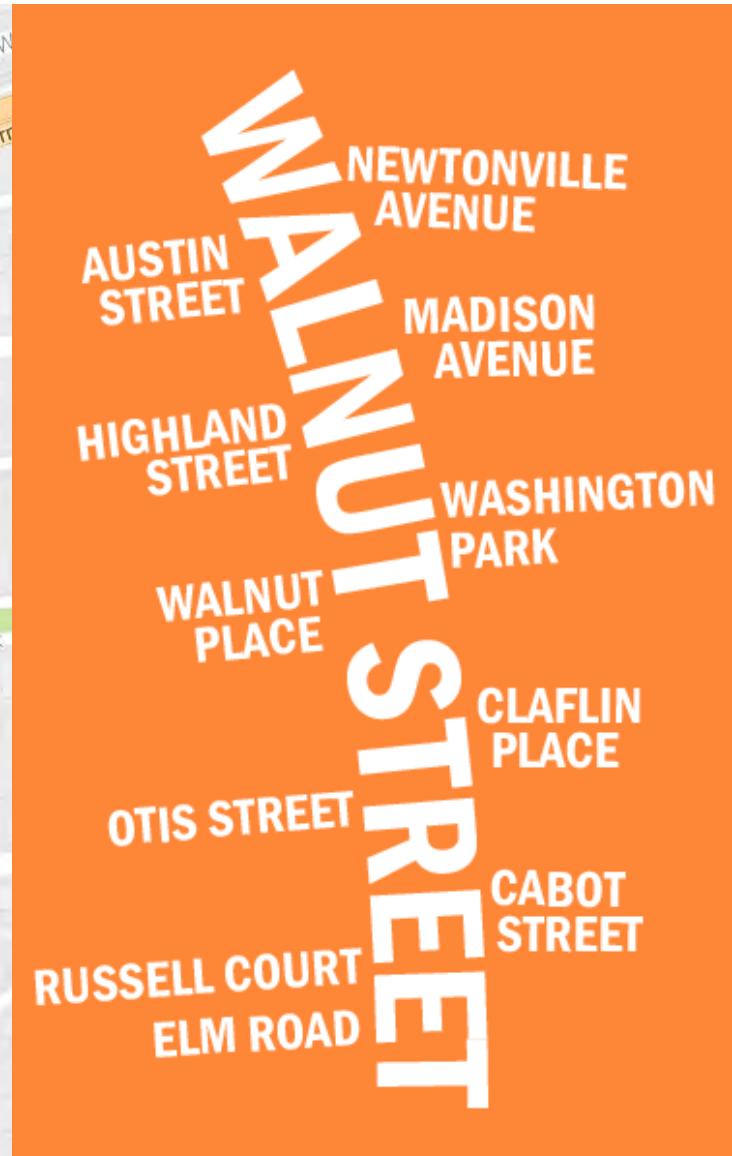 WALNUT STREET
NEWTONVILLE
AVENUE
AUSTIN
STREET
MADISON
AVENUE
HIGHLAND
STREET
WASHINGTON
PARK
WALNUT
PLACE
CLAFLIN
PLACE
OTIS STREET
CABOT
STREET
RUSSELL COURT
ELM ROAD